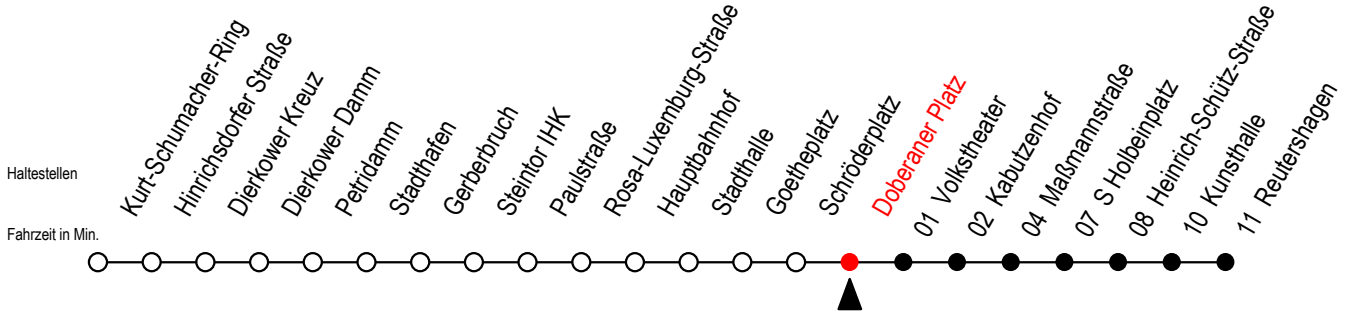 Haltestellen
Fahrzeit in Min.
Kurt-Schumacher-Ring
Hinrichsdorfer Straße
Dierkower Kreuz
Dierkower Damm
Petridamm
Stadthafen
Gerberbruch
Steintor IHK
Paulstraße
Rosa-Luxemburg-Straße
Hauptbahnhof
Stadthalle
Goetheplatz
Schröderplatz
Doberaner Platz
01 Volkstheater
02 Kabutzenhof
04 Maßmannstraße
07 S Holbeinplatz
08 Heinrich-Schütz-Straße
10 Kunsthalle
11 Reutershagen